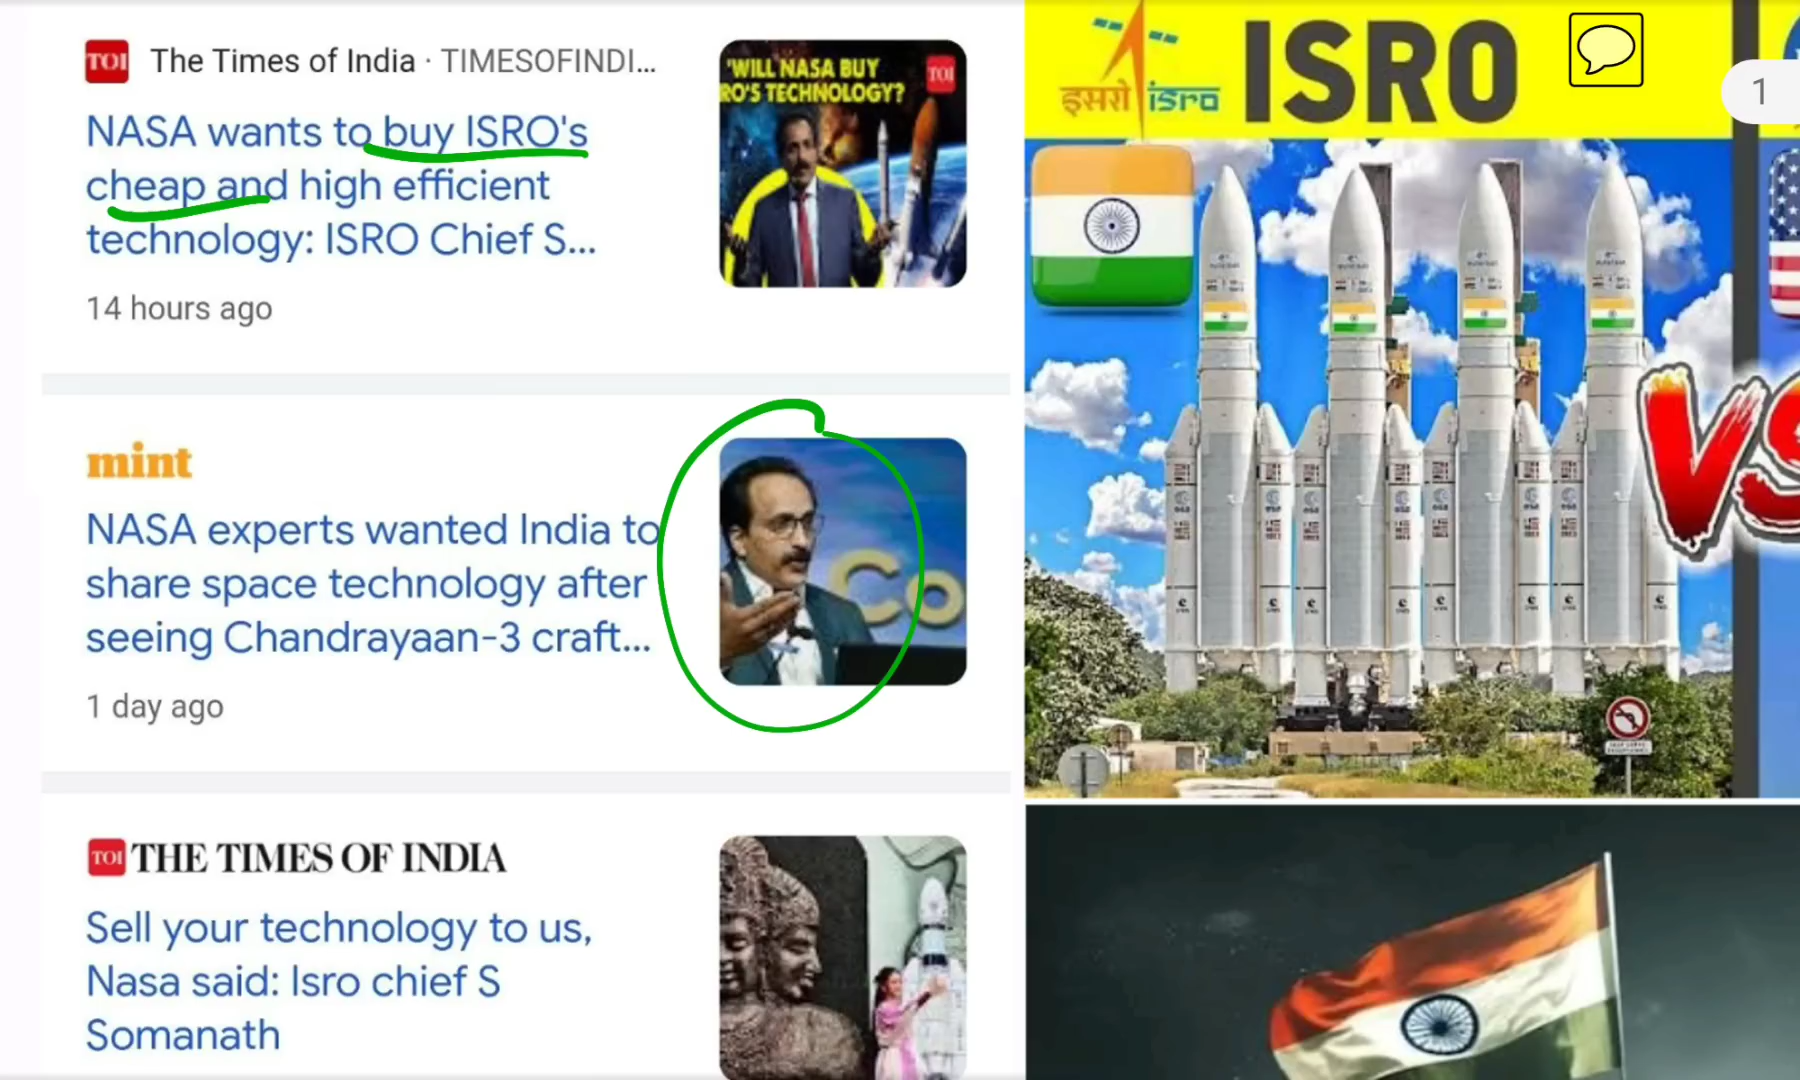 TOI The Times of India · TIMESOFINDI...
NASA wants to buy ISRO's
cheap and high efficient
technology: ISRO Chief S...
14 hours ago
'WILL NASA BUY
RO'S TECHNOLOGY?
TOI
mint
NASA experts wanted India to
share space technology after
seeing Chandrayaan-3 craft...
1 day ago
Co
TOI THE TIMES OF INDIA
Sell your technology to us,
Nasa said: Isro chief S
Somanath
इसरो isro ISRO
1
VS